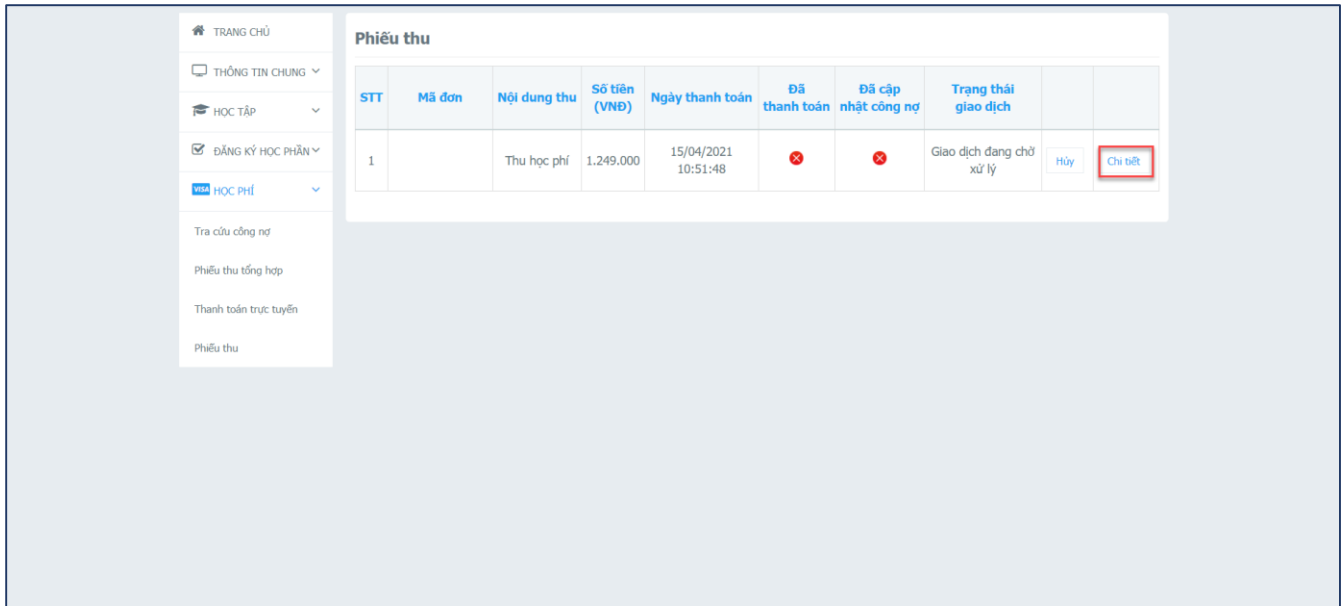 TRANG CHỦ
THÔNG TIN CHUNG
HỌC TẬP
ĐĂNG KÝ HỌC PHẦN
VISA HỌC PHÍ
Tra cứu công nợ
Phiếu thu tổng hợp
Thanh toán trực tuyến
Phiếu thu
Phiếu thu
STT
Mã đơn
Nội dung thu
Số tiền
(VNĐ)
Ngày thanh toán
Đã
thanh toán
Đã cập
nhật công nợ
Trạng thái
giao dịch
1
Thu học phí
1.249.000
15/04/2021
10:51:48
Giao dịch đang chờ
xử lý
Hủy
Chi tiết